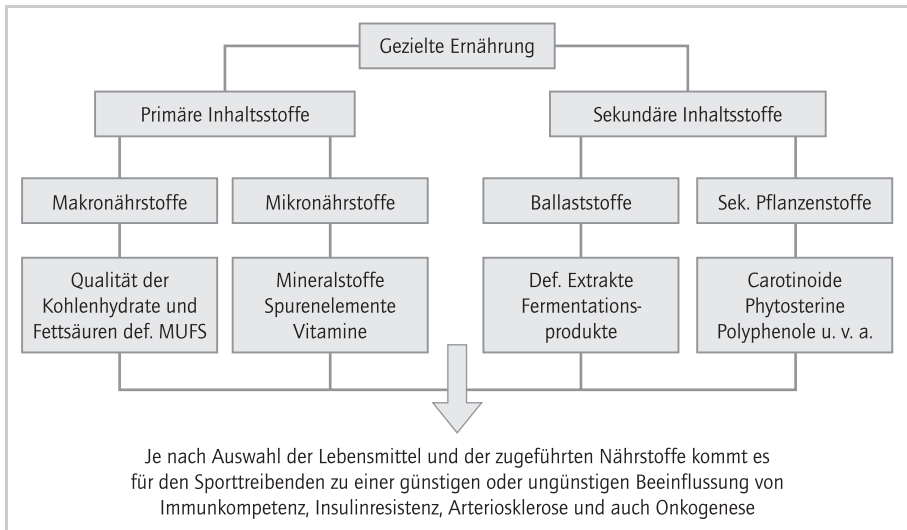 Gezielte Ernährung
Primäre Inhaltsstoffe
Sekundäre Inhaltsstoffe
Makronährstoffe
Mikronährstoffe
Ballaststoffe
Sek. Pflanzenstoffe
Qualität der
Kohlenhydrate und
Fettsäuren def. MUFS
Mineralstoffe
Spurenelemente
Vitamine
Def. Extrakte
Fermentations-
produkte
Carotinoide
Phytosterine
Polyphenole u. v. a.
Je nach Auswahl der Lebensmittel und der zugeführten Nährstoffe kommt es
für den Sporttreibenden zu einer günstigen oder ungünstigen Beeinflussung von
Immunkompetenz, Insulinresistenz, Arteriosklerose und auch Onkogenese